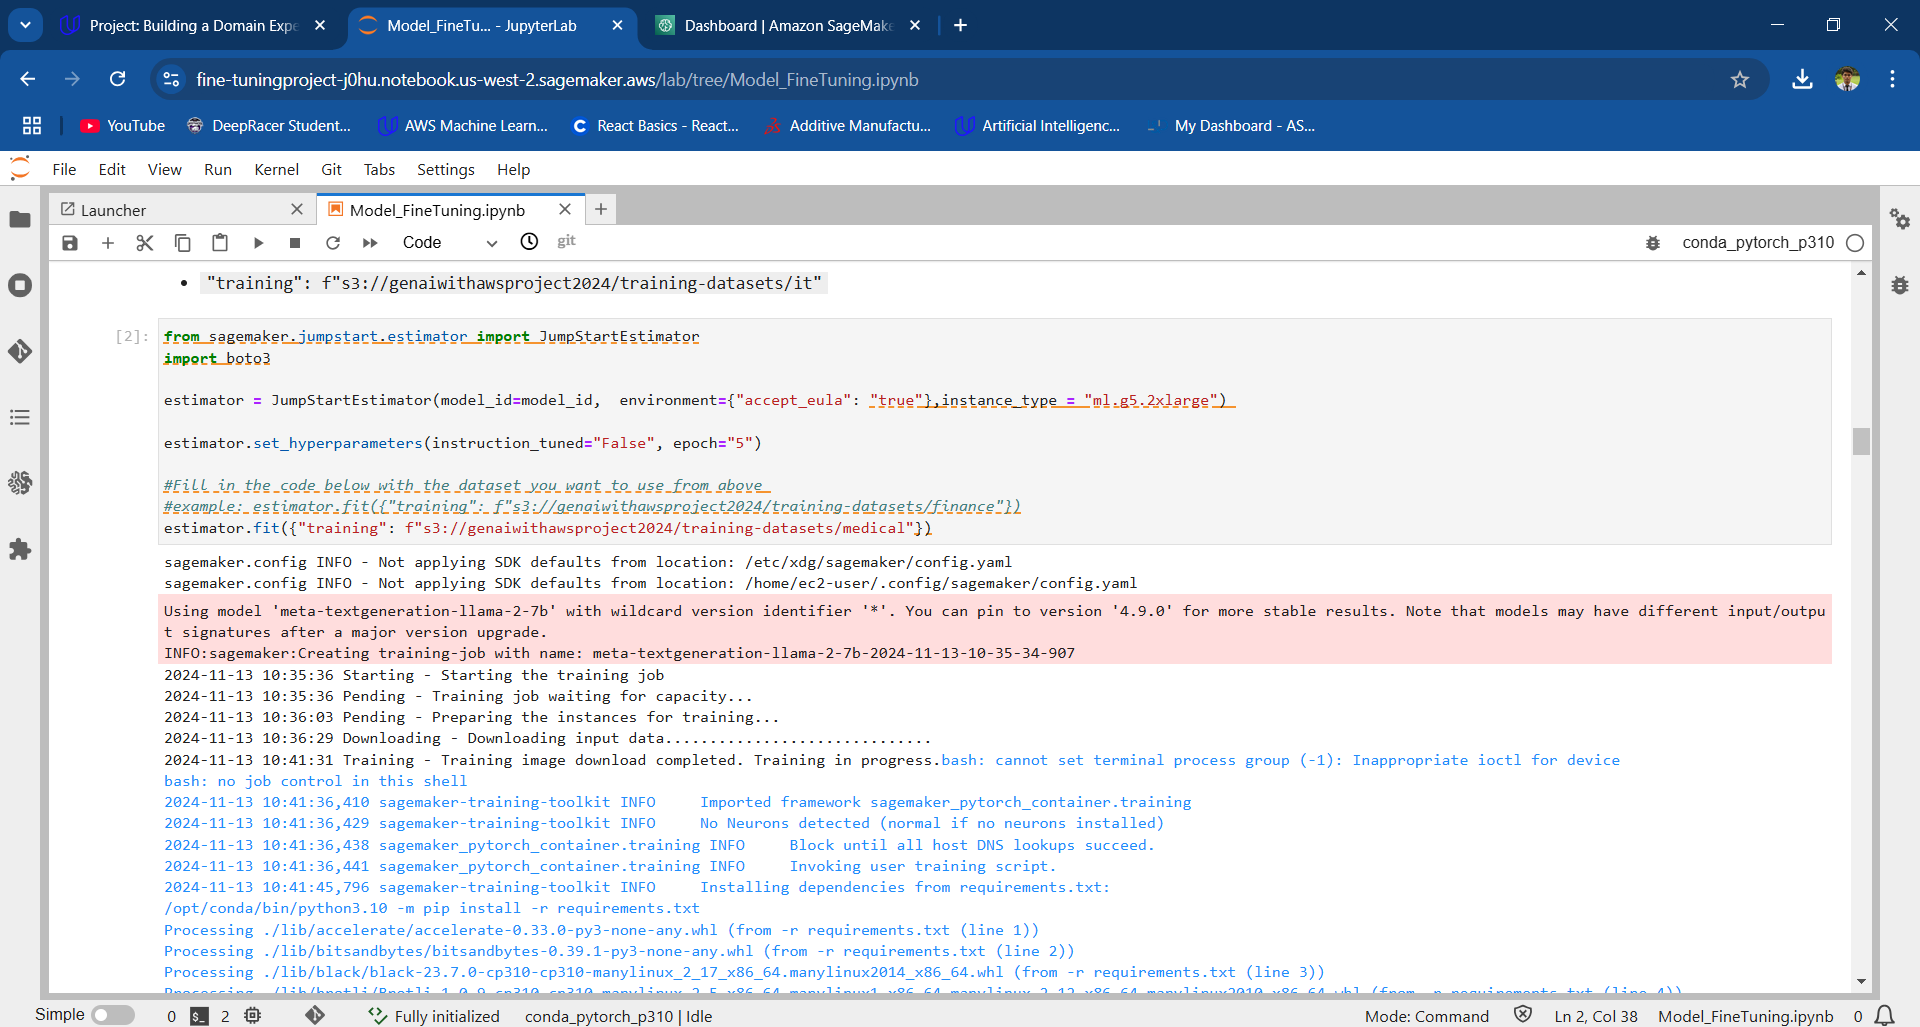 Project: Building a Domain Expe
Model_FineTu... - JupyterLab
Dashboard | Amazon SageMake
fine-tuningproject-j0hu.notebook.us-west-2.sagemaker.aws/lab/tree/Model_FineTuning.ipynb
YouTube
DeepRacer Student...
AWS Machine Learn...
React Basics - React...
Additive Manufactu...
Artificial Intelligenc...
My Dashboard - AS...
File Edit View Run Kernel Git Tabs Settings Help
Launcher
Model_FineTuning.ipynb
Code
git
conda_pytorch_p310
• "training": f"s3://genaiwithawsproject2024/training-datasets/it"
[2]:
from sagemaker.jumpstart.estimator import JumpStartEstimator
import boto3
estimator = JumpStartEstimator(model_id=model_id,  environment={"accept_eula": "true"},instance_type = "ml.g5.2xlarge")
estimator.set_hyperparameters(instruction_tuned="False", epoch="5")
#Fill in the code below with the dataset you want to use from above
#example: estimator.fit({"training": f"s3://genaiwithawsproject2024/training-datasets/finance"})
estimator.fit({"training": f"s3://genaiwithawsproject2024/training-datasets/medical"})
sagemaker.config INFO - Not applying SDK defaults from location: /etc/xdg/sagemaker/config.yaml
sagemaker.config INFO - Not applying SDK defaults from location: /home/ec2-user/.config/sagemaker/config.yaml
Using model 'meta-textgeneration-llama-2-7b' with wildcard version identifier '*'. You can pin to version '4.9.0' for more stable results. Note that models may have different input/outpu
t signatures after a major version upgrade.
INFO:sagemaker:Creating training-job with name: meta-textgeneration-llama-2-7b-2024-11-13-10-35-34-907
2024-11-13 10:35:36 Starting - Starting the training job
2024-11-13 10:35:36 Pending - Training job waiting for capacity...
2024-11-13 10:36:03 Pending - Preparing the instances for training...
2024-11-13 10:36:29 Downloading - Downloading input data..............................
2024-11-13 10:41:31 Training - Training image download completed. Training in progress.bash: cannot set terminal process group (-1): Inappropriate ioctl for device
bash: no job control in this shell
2024-11-13 10:41:36,410 sagemaker-training-toolkit INFO     Imported framework sagemaker_pytorch_container.training
2024-11-13 10:41:36,429 sagemaker-training-toolkit INFO     No Neurons detected (normal if no neurons installed)
2024-11-13 10:41:36,438 sagemaker_pytorch_container.training INFO     Block until all host DNS lookups succeed.
2024-11-13 10:41:36,441 sagemaker_pytorch_container.training INFO     Invoking user training script.
2024-11-13 10:41:45,796 sagemaker-training-toolkit INFO     Installing dependencies from requirements.txt:
/opt/conda/bin/python3.10 -m pip install -r requirements.txt
Processing ./lib/accelerate/accelerate-0.33.0-py3-none-any.whl (from -r requirements.txt (line 1))
Processing ./lib/bitsandbytes/bitsandbytes-0.39.1-py3-none-any.whl (from -r requirements.txt (line 2))
Processing ./lib/black/black-23.7.0-cp310-cp310-manylinux_2_17_x86_64.manylinux2014_x86_64.whl (from -r requirements.txt (line 3))
Processing ./lib/brotli/Brotli-1.0.9-cp310-cp310-manylinux_2_5_x86_64.manylinux1_x86_64.manylinux_2_12_x86_64.manylinux2010_x86_64.whl (from -r requirements.txt (line 4))
Simple 0 $_ 2 Fully initialized conda_pytorch_p310 | Idle Mode: Command Ln 2, Col 38 Model_FineTuning.ipynb 0